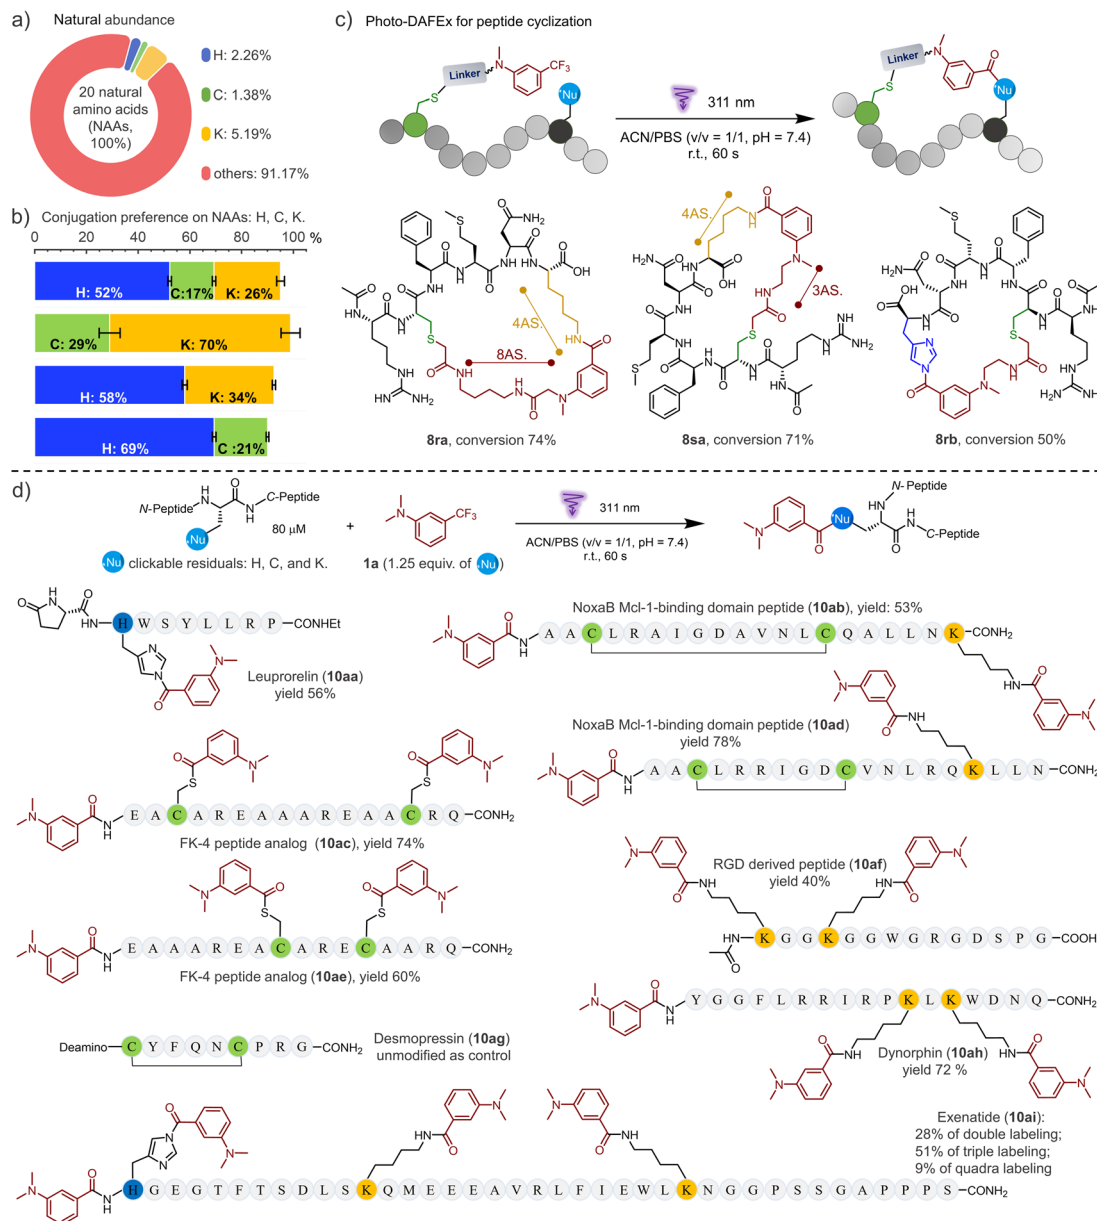 a)
Natural abundance
20 natural
amino acids
(NAAs,
100%)
H: 2.26%
C: 1.38%
K: 5.19%
others: 91.17%
b)
Conjugation preference on NAAs: H, C, K.
0 20 40 60 80 100 %
H: 52% C:17% K: 26%
C: 29% K: 70%
H: 58% K: 34%
H: 69% C :21%
c)
Photo-DAFEx for peptide cyclization
Linker
N
CF3
S
Nu
311 nm
ACN/PBS (v/v = 1/1, pH = 7.4)
r.t., 60 s
Linker
N
O
S
Nu
4AS.
8AS.
8ra, conversion 74%
4AS.
3AS.
8sa, conversion 71%
8rb, conversion 50%
d)
N-Peptide
C-Peptide
80 μM
Nu clickable residuals: H, C, and K.
+
CF3
1a (1.25 equiv. of Nu)
311 nm
ACN/PBS (v/v = 1/1, pH = 7.4)
r.t., 60 s
N-Peptide
Nu
C-Peptide
H W S Y L L R P CONHEt
Leuprorelin (10aa)
yield 56%
NoxaB Mcl-1-binding domain peptide (10ab), yield: 53%
A A C L R A I G D A V N L C Q A L L N K CONH2
NoxaB Mcl-1-binding domain peptide (10ad)
yield 78%
A A C L R R I G D C V N L R Q K L L N CONH2
E A C A R E A A A R E A A C R Q CONH2
FK-4 peptide analog (10ac), yield 74%
E A A A R E A C A R E C A A R Q CONH2
FK-4 peptide analog (10ae), yield 60%
RGD derived peptide (10af)
yield 40%
K G G K G G W G R G D S P G COOH
Y G G F L R R I R P K L K W D N Q CONH2
Dynorphin (10ah)
yield 72 %
Deamino C Y F Q N C P R G CONH2
Desmopressin (10ag)
unmodified as control
Exenatide (10ai):
28% of double labeling;
51% of triple labeling;
9% of quadra labeling
H G E G T F T S D L S K Q M E E E A V R L F I E W L K N G G P S S G A P P P S CONH2